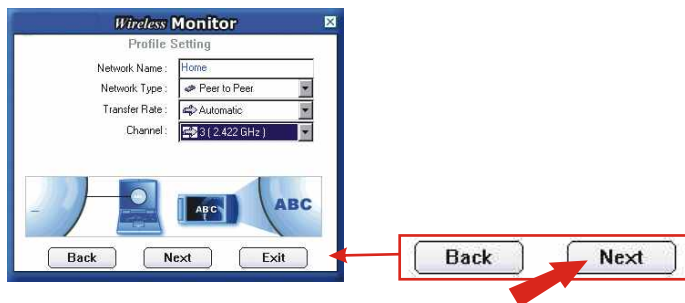 Wireless Monitor
Profile Setting
Network Name : Home
Network Type : Peer to Peer
Transfer Rate : Automatic
Channel : 3 ( 2.422 GHz )
ABC ABC
Back Next Exit
Back Next